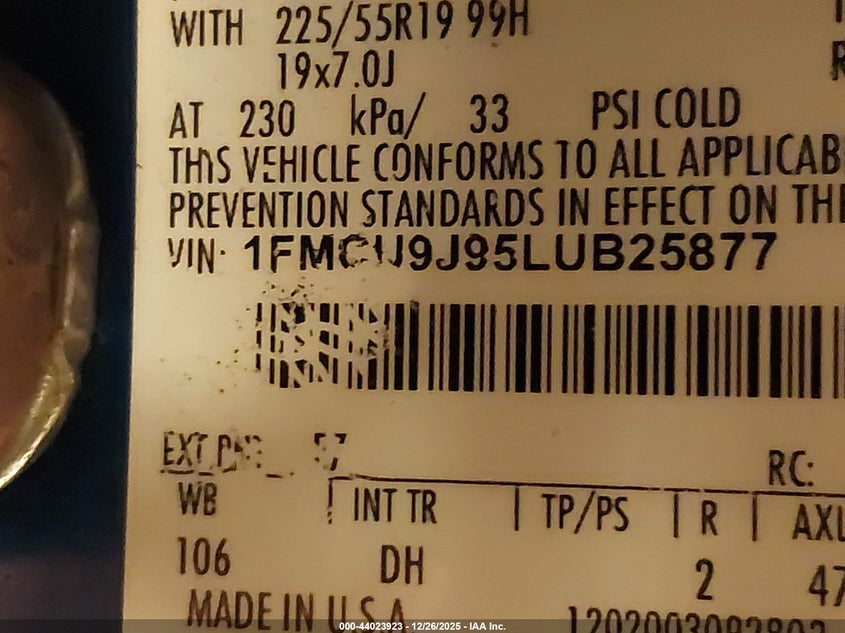 WITH 225/55R19 99H
19x7.0J
AT 230 kPa/ 33 PSI COLD
THIS VEHICLE CONFORMS TO ALL APPLICAB
PREVENTION STANDARDS IN EFFECT ON TH
VIN: 1FMCU9J95LUB25877
EXT
RC:
WB INT TR TP/PS R AXL
106 DH 2 47
MADE IN U.S.A.
000-44023923 - 12/26/2025 - IAA Inc.